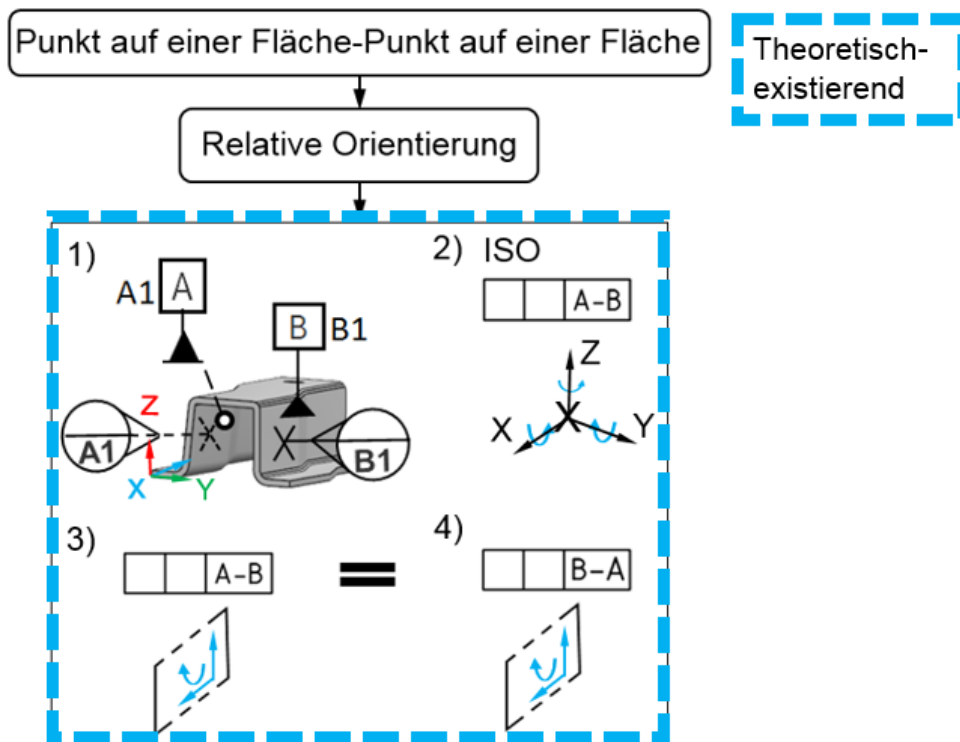 Punkt auf einer Fläche-Punkt auf einer Fläche
Theoretisch-
existierend
Relative Orientierung
1)
A1 A
B B1
Z
A1
X
Y
B1
2) ISO
A-B
Z
X
Y
3)
A-B
=
4)
B-A